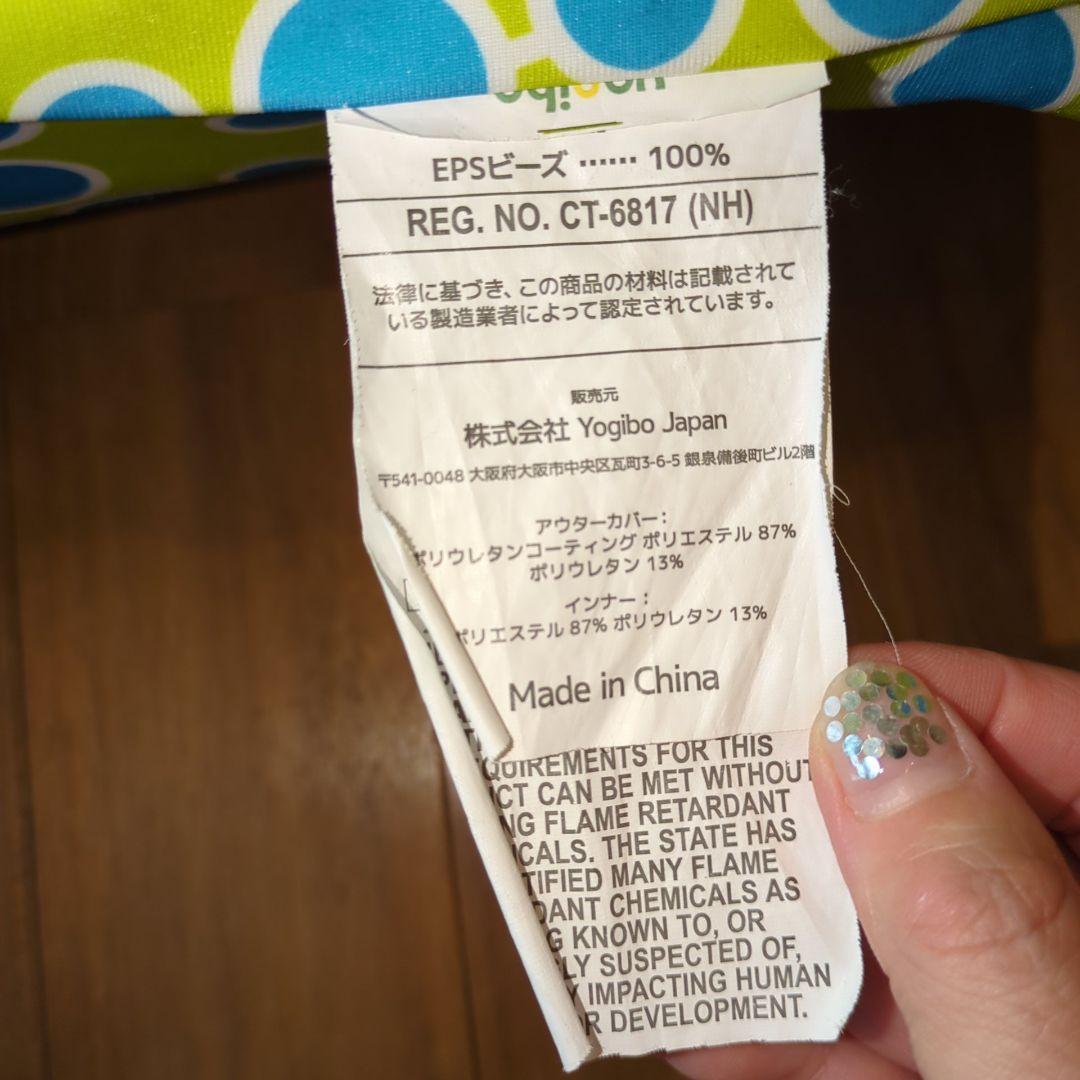 EPSビーズ …… 100%
REG. NO. CT-6817 (NH)
法律に基づき、この商品の材料は記載されて
いる製造業者によって認定されています。
販売元
株式会社 Yogibo Japan
〒541-0048 大阪府大阪市中央区瓦町3-6-5 銀泉備後町ビル2階
アウターカバー：
ポリウレタンコーティング ポリエステル 87%
ポリウレタン 13%
インナー：
ポリエステル 87% ポリウレタン 13%
Made in China
QUIREMENTS FOR THIS
CT CAN BE MET WITHOUT
NG FLAME RETARDANT
ICALS. THE STATE HAS
TIFIED MANY FLAME
DANT CHEMICALS AS
G KNOWN TO, OR
LY SUSPECTED OF,
Y IMPACTING HUMAN
R DEVELOPMENT.